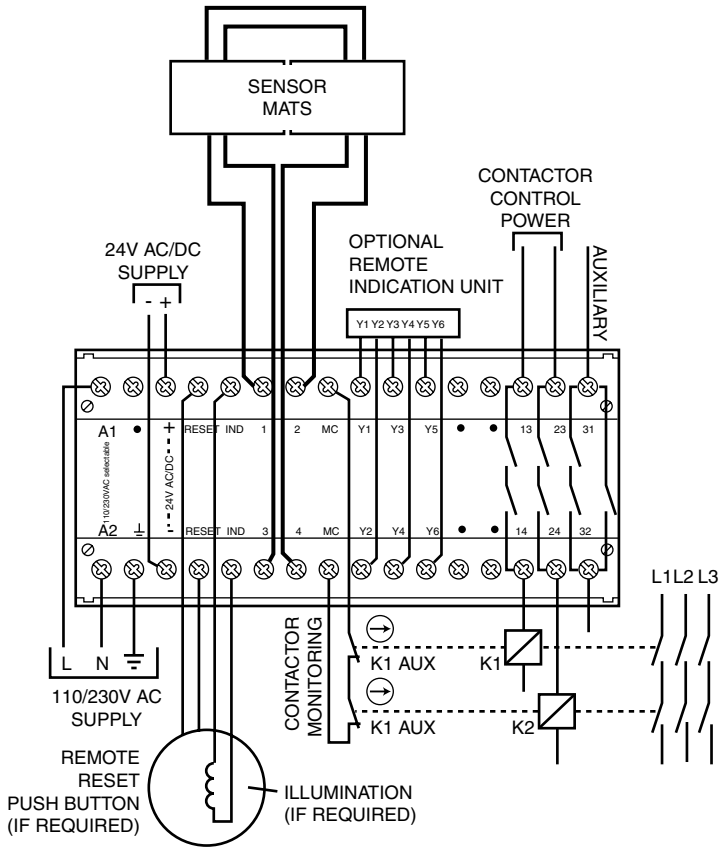 SENSOR
MATS
CONTACTOR
CONTROL
POWER
24V AC/DC
SUPPLY
- +
OPTIONAL
REMOTE
INDICATION UNIT
AUXILIARY
Y1 Y2 Y3 Y4 Y5 Y6
A1 + RESET IND 1 2 MC Y1 Y3 Y5 13 23 31
110/230VAC selectable
24V AC/DC
A2 - RESET IND 3 4 MC Y2 Y4 Y6 14 24 32
L1 L2 L3
L N
110/230V AC
SUPPLY
CONTACTOR
MONITORING
K1 AUX K1
K1 AUX K2
REMOTE
RESET
PUSH BUTTON
(IF REQUIRED)
ILLUMINATION
(IF REQUIRED)